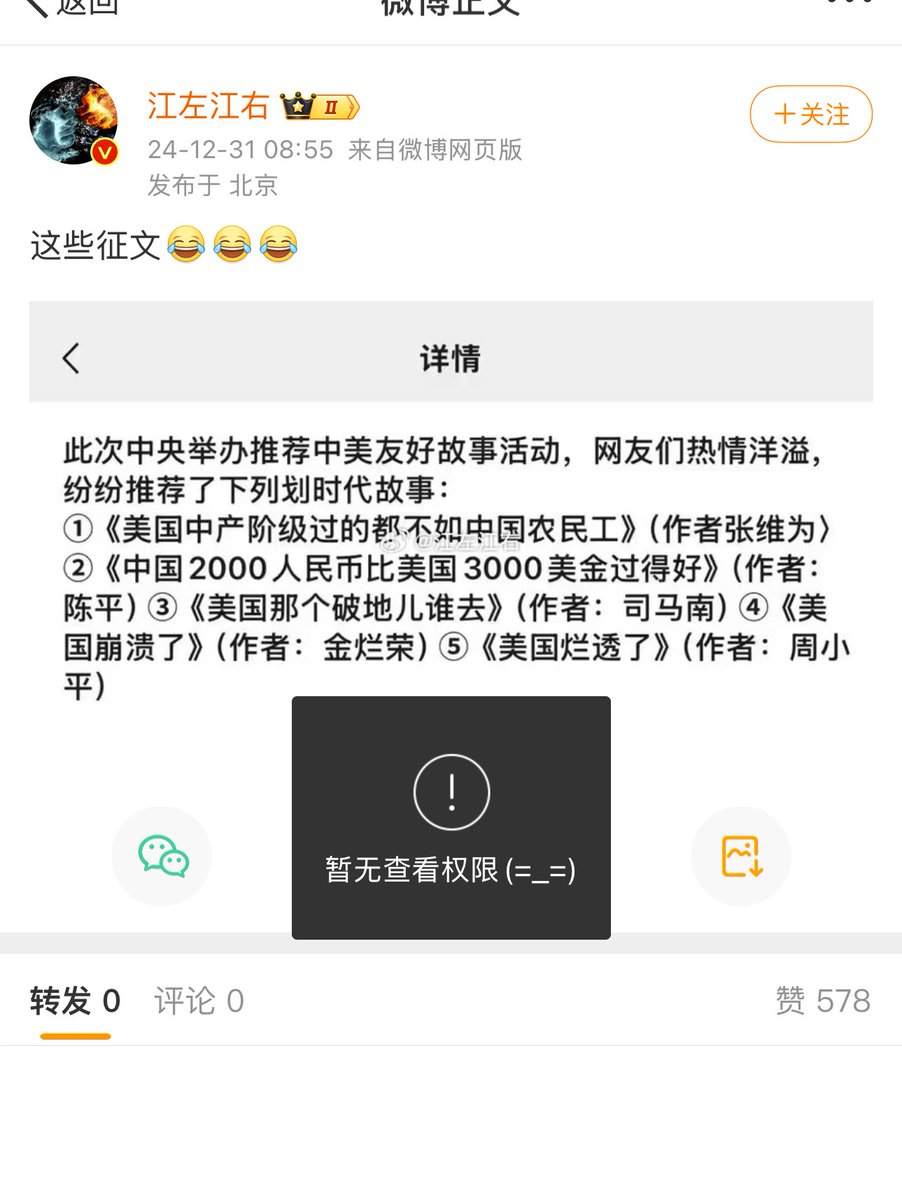 返回
微博正文
江左江右 II
24-12-31 08:55 来自微博网页版
发布于 北京
+关注
这些征文😂😂😂
详情
此次中央举办推荐中美友好故事活动，网友们热情洋溢，
纷纷推荐了下列划时代故事：
①《美国中产阶级过的都不如中国农民工》（作者张维为）
@江左江右
②《中国2000人民币比美国3000美金过得好》（作者：
陈平）③《美国那个破地儿谁去》（作者：司马南）④《美
国崩溃了》（作者：金烂荣）⑤《美国烂透了》（作者：周小
平）
暂无查看权限(=_=)
转发 0
评论 0
赞 578